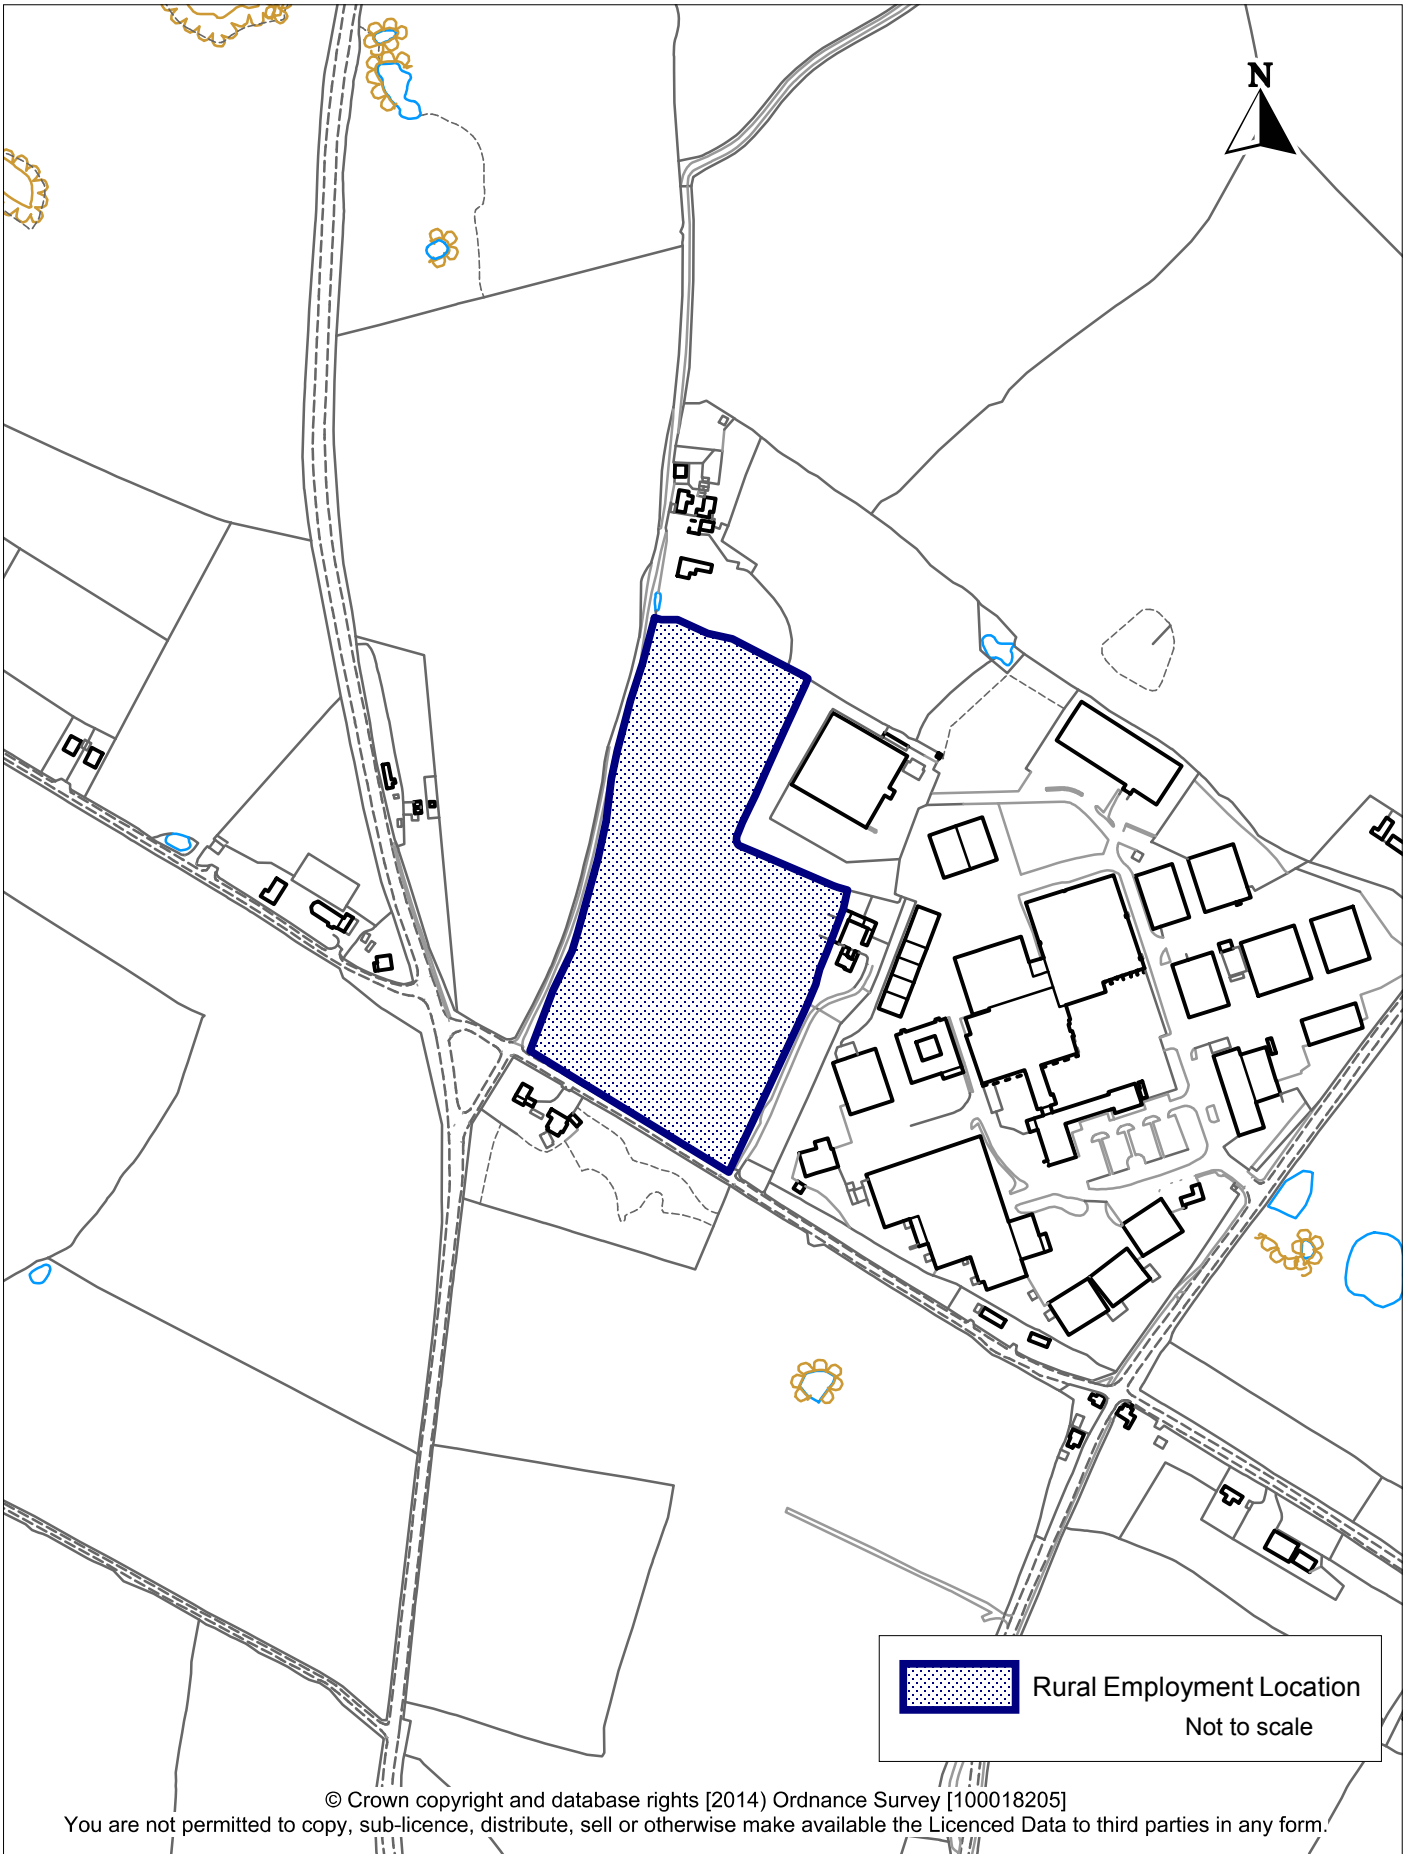 N
Rural Employment Location
Not to scale
© Crown copyright and database rights [2014) Ordnance Survey [100018205]
You are not permitted to copy, sub-licence, distribute, sell or otherwise make available the Licenced Data to third parties in any form.